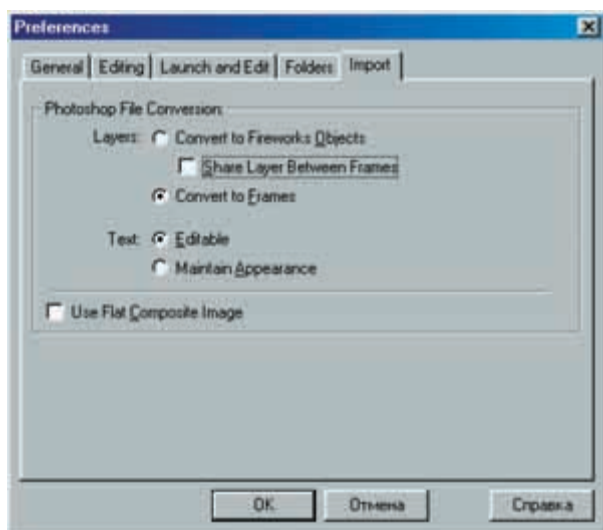 Preferences
General Editing Launch and Edit Folders Import
Photoshop File Conversion:
Layers: Convert to Fireworks Objects
Share Layer Between Frames
Convert to Frames
Text: Editable
Maintain Appearance
Use Flat Composite Image
OK Отмена Справка